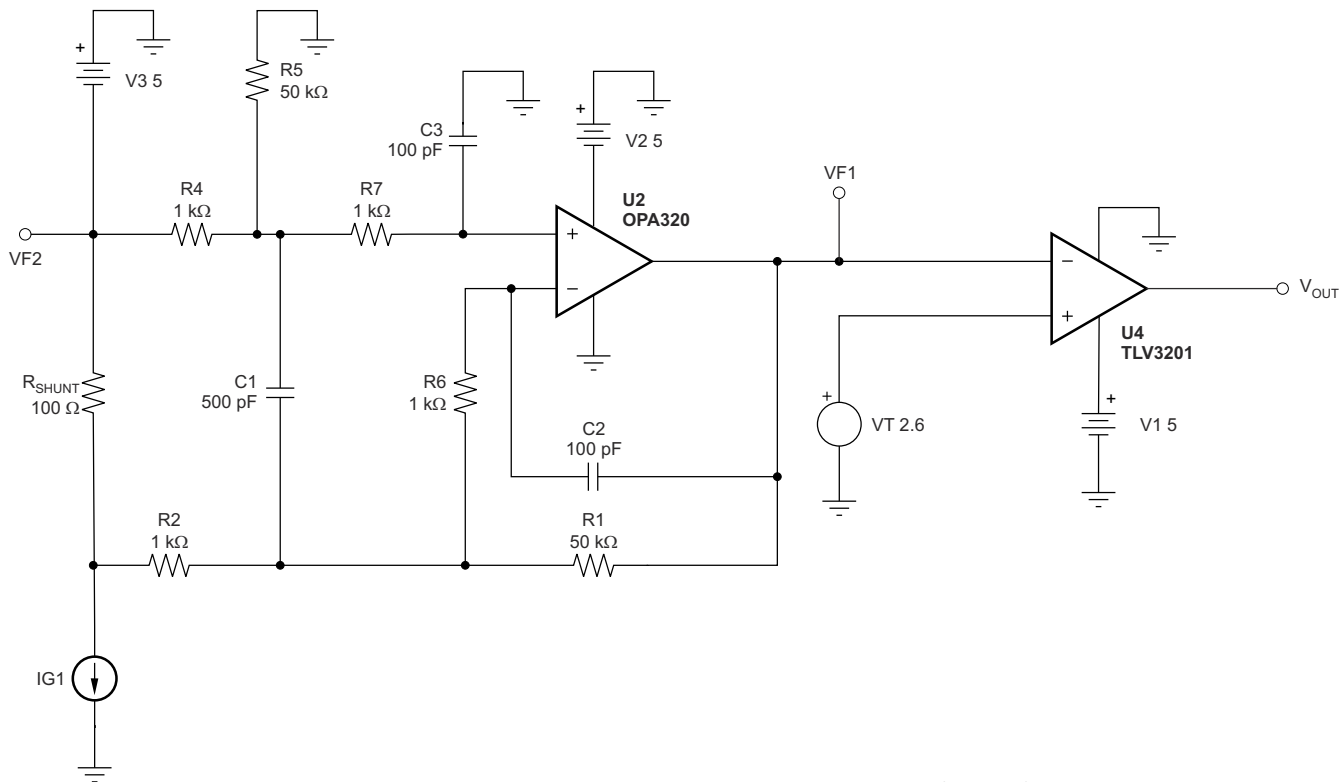 +
V3 5
R5
50 kΩ
C3
100 pF
+
V2 5
R4
1 kΩ
R7
1 kΩ
U2
OPA320
VF1
VF2
+
−
−
+
VOUT
U4
TLV3201
RSHUNT
100 Ω
C1
500 pF
R6
1 kΩ
C2
100 pF
+
VT 2.6
+
V1 5
R2
1 kΩ
R1
50 kΩ
IG1